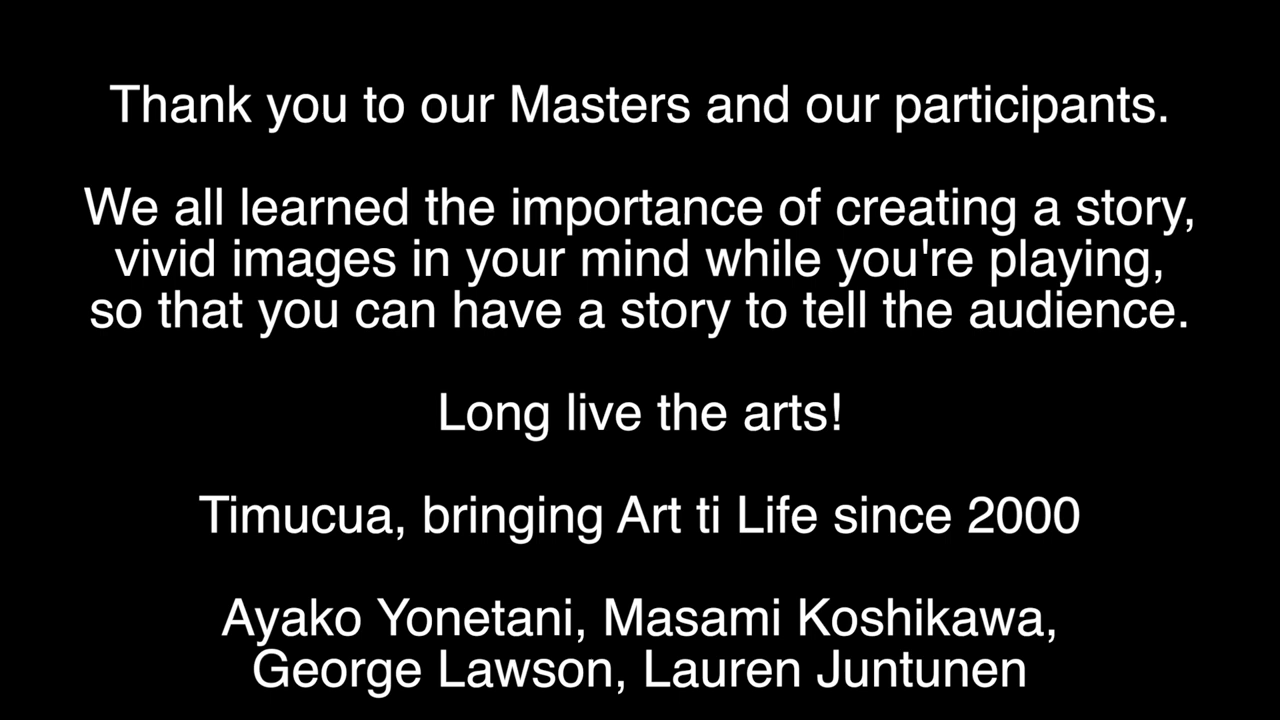 Thank you to our Masters and our participants.
We all learned the importance of creating a story,
vivid images in your mind while you're playing,
so that you can have a story to tell the audience.
Long live the arts!
Timucua, bringing Art ti Life since 2000
Ayako Yonetani, Masami Koshikawa,
George Lawson, Lauren Juntunen